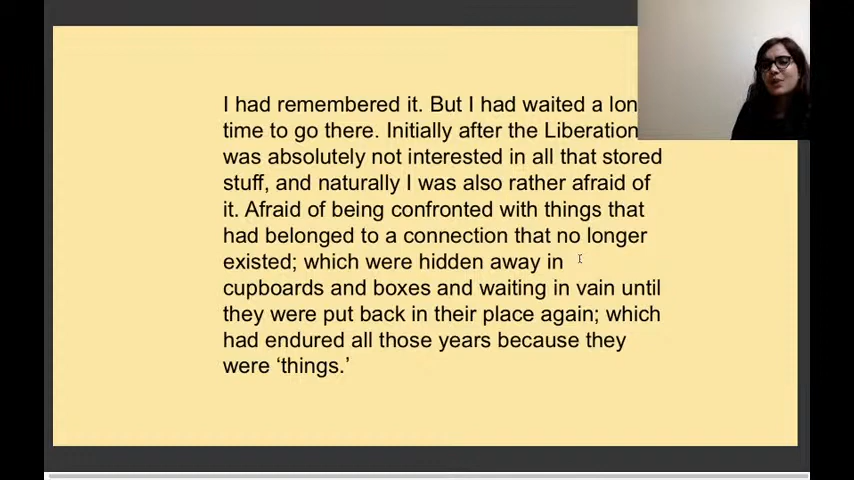 I had remembered it. But I had waited a
time to go there. Initially after the Liberation
was absolutely not interested in all that stored
stuff, and naturally I was also rather afraid of
it. Afraid of being confronted with things that
had belonged to a connection that no longer
existed; which were hidden away in
cupboards and boxes and waiting in vain until
they were put back in their place again; which
had endured all those years because they
were ‘things.’